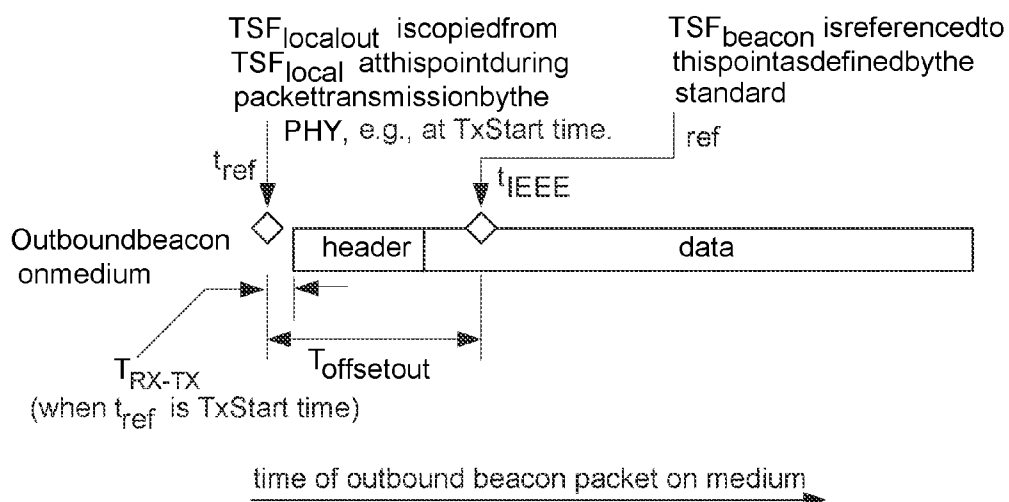 TSFlocalout iscopiedfrom
TSFlocal atthispointduring
packettransmissionbythe
PHY, e.g., at TxStart time.
TSFbeacon isreferencedto
thispointasdefinedbythe
standard
ref
tref
tIEEE
Outboundbeacon
onmedium
header
data
Toffsetout
TRX-TX
(when tref is TxStart time)
time of outbound beacon packet on medium